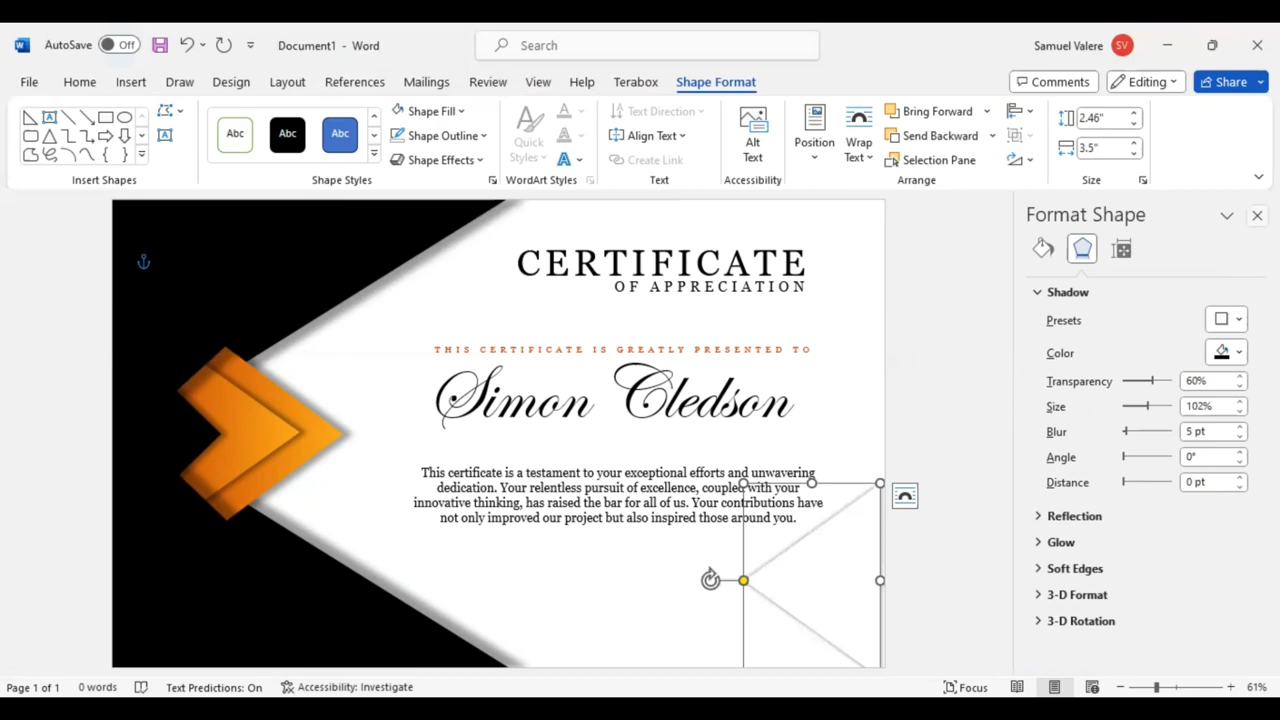 AutoSave Off Document1 - Word Search Samuel Valere SV
File Home Insert Draw Design Layout References Mailings Review View Help Terabox Shape Format Comments Editing Share
Abc Abc Abc
Shape Fill
Shape Outline
Shape Effects
Quick Styles
Text Direction
Align Text
Create Link
Alt Text
Position
Wrap Text
Bring Forward
Send Backward
Selection Pane
2.46"
3.5"
Insert Shapes Shape Styles WordArt Styles Text Accessibility Arrange Size
CERTIFICATE
OF APPRECIATION
THIS CERTIFICATE IS GREATLY PRESENTED TO
Simon Cledson
This certificate is a testament to your exceptional efforts and unwavering
dedication. Your relentless pursuit of excellence, coupled with your
innovative thinking, has raised the bar for all of us. Your contributions have
not only improved our project but also inspired those around you.
Format Shape
Shadow
Presets
Color
Transparency 60%
Size 102%
Blur 5 pt
Angle 0°
Distance 0 pt
Reflection
Glow
Soft Edges
3-D Format
3-D Rotation
Page 1 of 1 0 words Text Predictions: On Accessibility: Investigate Focus 61%